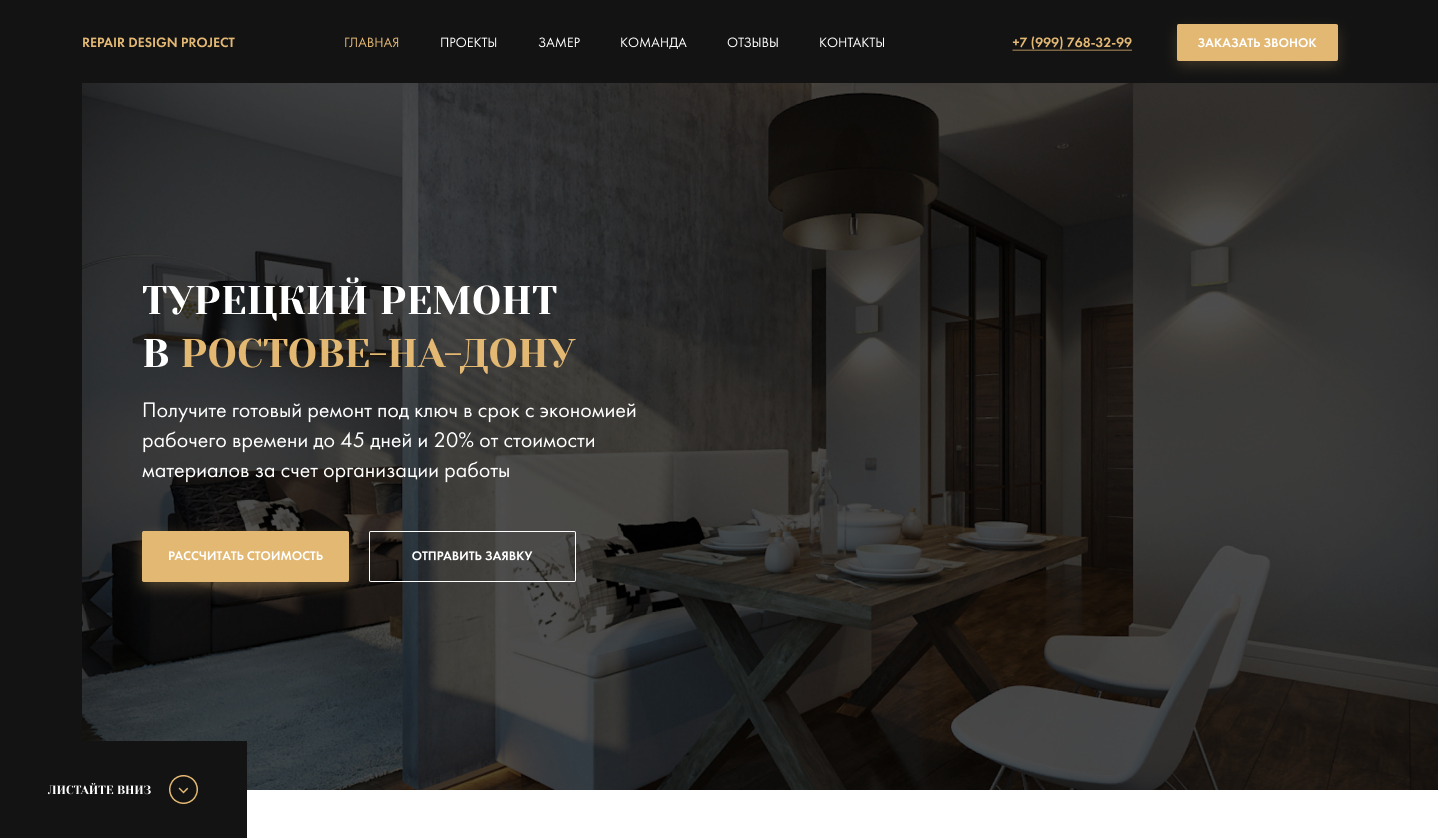 REPAIR DESIGN PROJECT
ГЛАВНАЯ ПРОЕКТЫ ЗАМЕР КОМАНДА ОТЗЫВЫ КОНТАКТЫ
+7 (999) 768-32-99
ЗАКАЗАТЬ ЗВОНОК
ТУРЕЦКИЙ РЕМОНТ
В РОСТОВЕ-НА-ДОНУ
Получите готовый ремонт под ключ в срок с экономией
рабочего времени до 45 дней и 20% от стоимости
материалов за счет организации работы
РАССЧИТАТЬ СТОИМОСТЬ
ОТПРАВИТЬ ЗАЯВКУ
ЛИСТАЙТЕ ВНИЗ